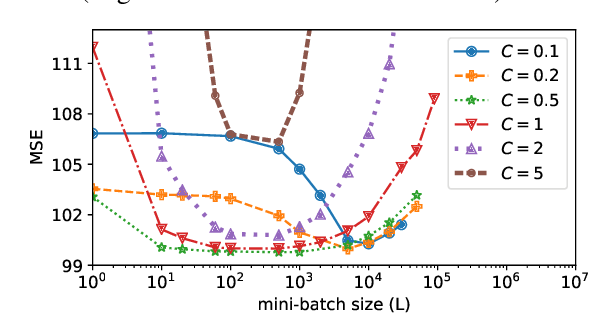 MSE
111
108
105
102
99
10^0 10^1 10^2 10^3 10^4 10^5 10^6 10^7
mini-batch size (L)
C = 0.1
C = 0.2
C = 0.5
C = 1
C = 2
C = 5